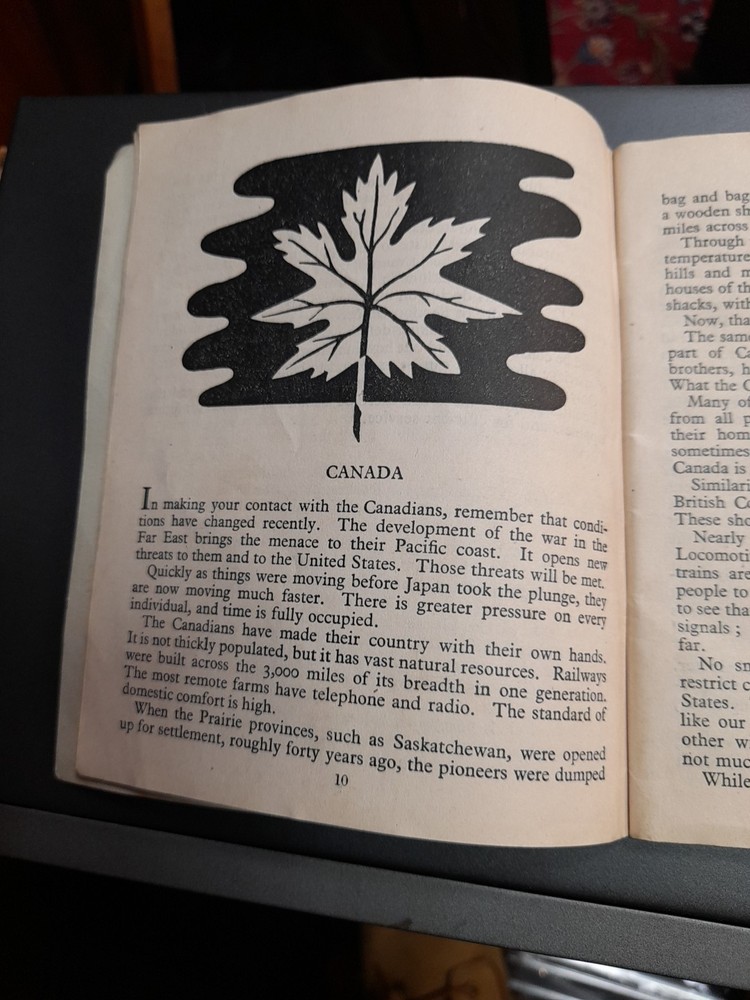 CANADA
In making your contact with the Canadians, remember that condi-
tions have changed recently. The development of the war in the
Far East brings the menace to their Pacific coast. It opens new
threats to them and to the United States. Those threats will be met.
Quickly as things were moving before Japan took the plunge, they
are now moving much faster. There is greater pressure on every
individual, and time is fully occupied.
The Canadians have made their country with their own hands.
It is not thickly populated, but it has vast natural resources. Railways
were built across the 3,000 miles of its breadth in one generation.
The most remote farms have telephone and radio. The standard of
domestic comfort is high.
When the Prairie provinces, such as Saskatchewan, were opened
up for settlement, roughly forty years ago, the pioneers were dumped
10
bag and bag
a wooden sh
miles across
Through
temperature
hills and m
houses of th
shacks, with
Now, tha
The same
part of Ca
brothers, h
What the C
Many of
from all p
their hom
sometimes
Canada is
Similari
British Co
These sho
Nearly
Locomoti
trains are
people to
to see tha
signals ;
far.
No sm
restrict c
States.
like our
other w
not muc
While